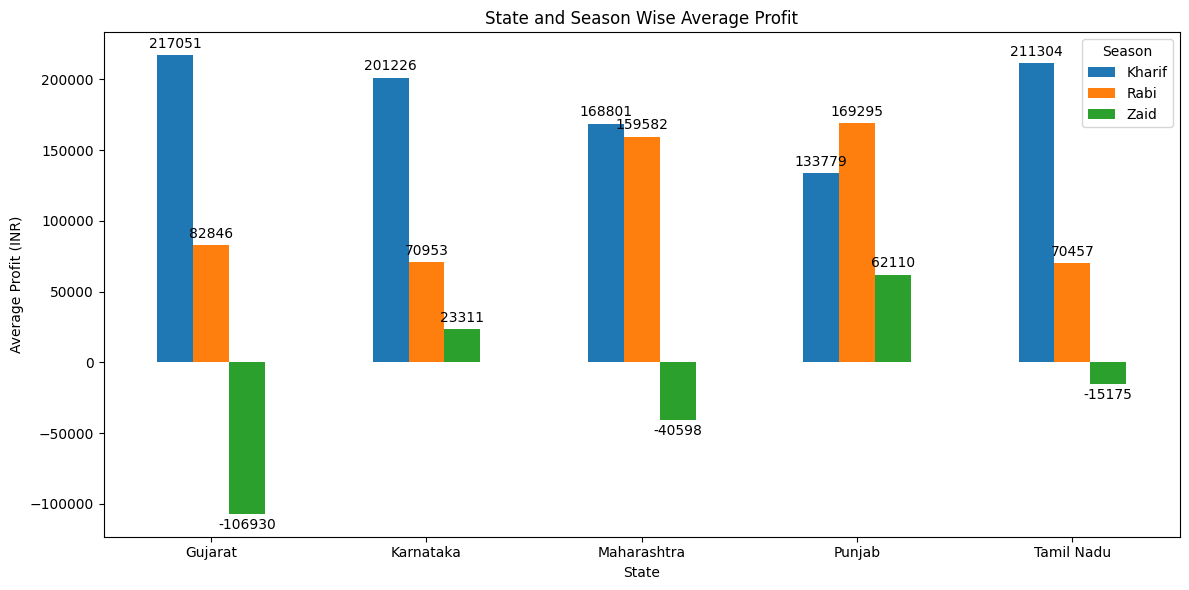 State and Season Wise Average Profit
Season
Kharif
Rabi
Zaid
Average Profit (INR)
200000
150000
100000
50000
0
−50000
−100000
217051
82846
-106930
201226
70953
23311
168801
159582
-40598
133779
169295
62110
211304
70457
-15175
Gujarat
Karnataka
Maharashtra
Punjab
Tamil Nadu
State